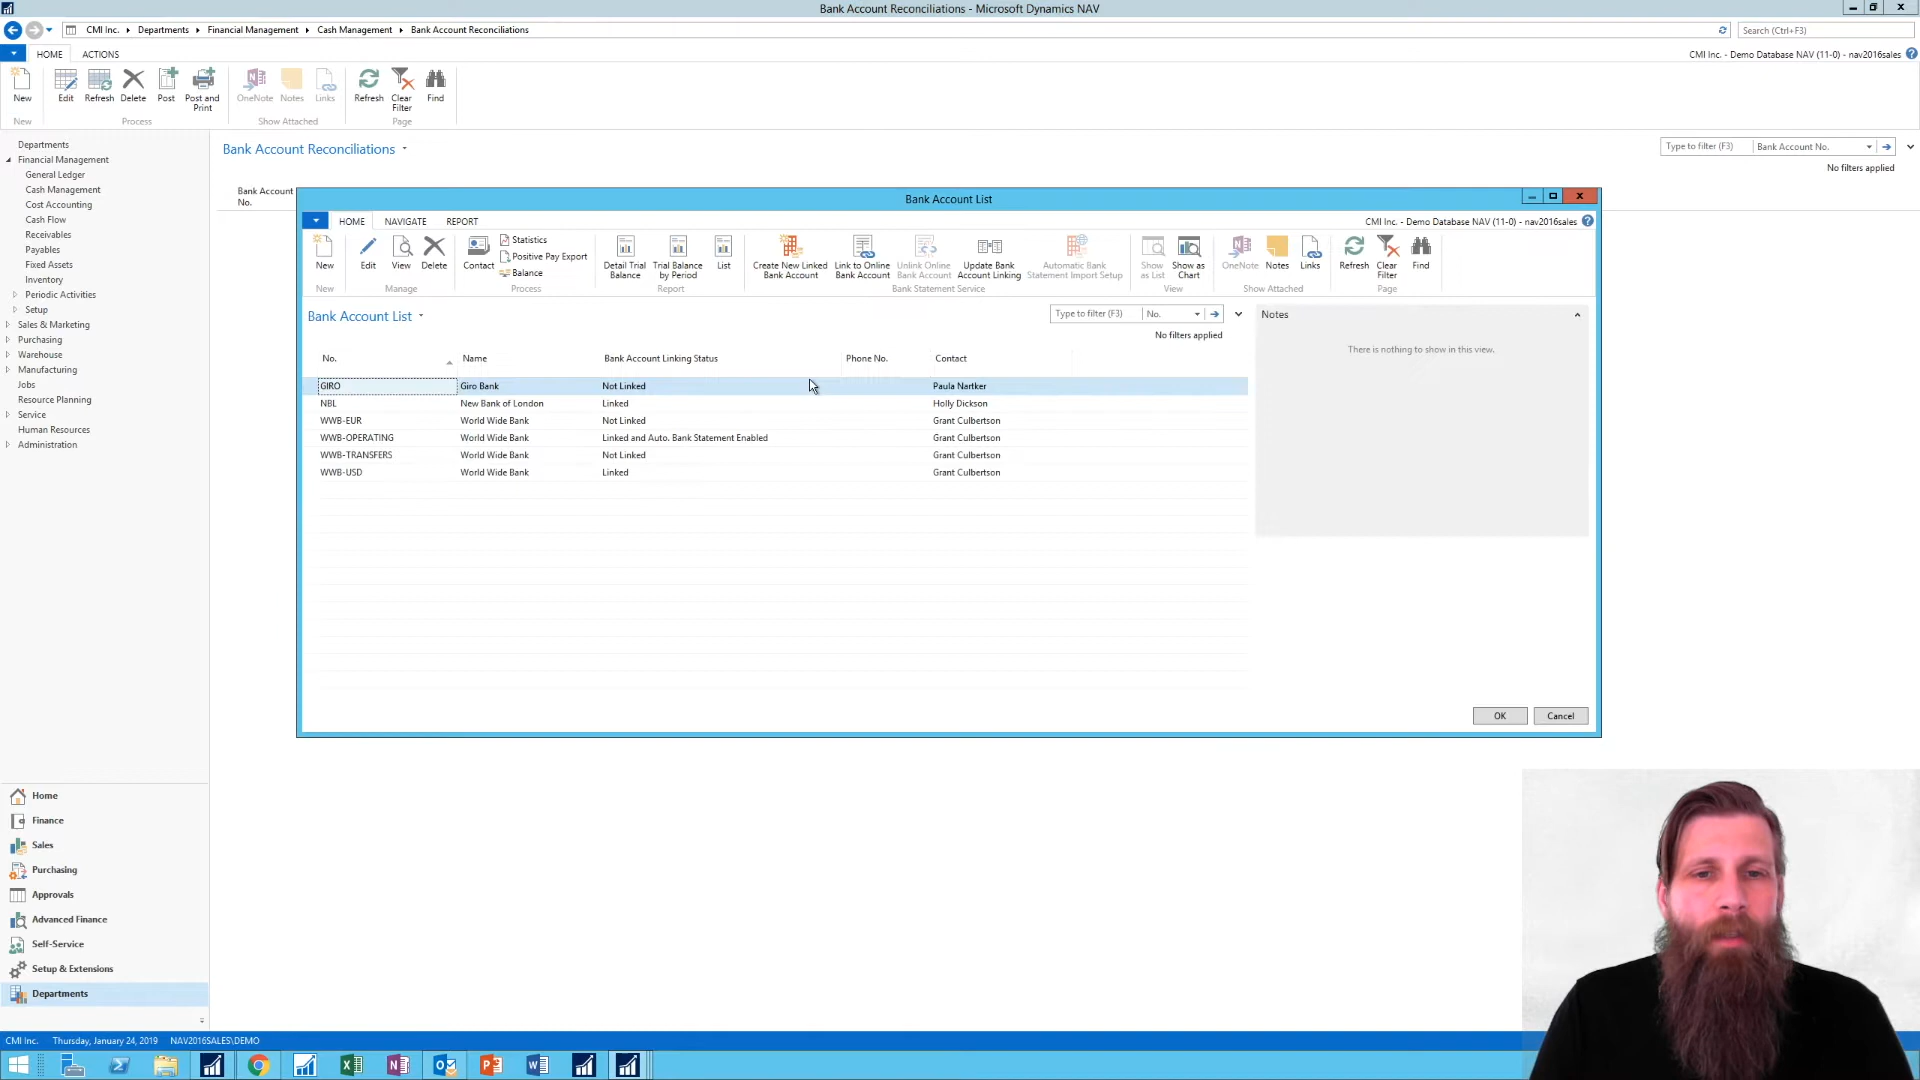 Bank Account Reconciliations - Microsoft Dynamics NAV
CMI Inc. Departments Financial Management Cash Management Bank Account Reconciliations
Search (Ctrl+F3)
HOME ACTIONS
CMI Inc. - Demo Database NAV (11-0) - nav2016sales
New Edit Refresh Delete Post Post and Print OneNote Notes Links Refresh Clear Filter Find
New Process Show Attached Page
Departments
Financial Management
General Ledger
Cash Management
Cost Accounting
Cash Flow
Receivables
Payables
Fixed Assets
Inventory
Periodic Activities
Setup
Sales & Marketing
Purchasing
Warehouse
Manufacturing
Jobs
Resource Planning
Service
Human Resources
Administration
Bank Account Reconciliations
Type to filter (F3) Bank Account No.
No filters applied
Bank Account
No.
Bank Account List
HOME NAVIGATE REPORT
CMI Inc. - Demo Database NAV (11-0) - nav2016sales
New Edit View Delete Contact Statistics Positive Pay Export Balance Detail Trial Balance Trial Balance by Period List Create New Linked Bank Account Link to Online Bank Account Unlink Online Bank Account Update Bank Account Linking Automatic Bank Statement Import Setup Show as List Show as Chart OneNote Notes Links Refresh Clear Filter Find
New Manage Process Report Bank Statement Service View Show Attached Page
Bank Account List
Type to filter (F3) No.
No filters applied
Notes
There is nothing to show in this view.
No. Name Bank Account Linking Status Phone No. Contact
GIRO Giro Bank Not Linked Paula Nartker
NBL New Bank of London Linked Holly Dickson
WWB-EUR World Wide Bank Not Linked Grant Culbertson
WWB-OPERATING World Wide Bank Linked and Auto. Bank Statement Enabled Grant Culbertson
WWB-TRANSFERS World Wide Bank Not Linked Grant Culbertson
WWB-USD World Wide Bank Linked Grant Culbertson
OK Cancel
Home
Finance
Sales
Purchasing
Approvals
Advanced Finance
Self-Service
Setup & Extensions
Departments
CMI Inc. Thursday, January 24, 2019 NAV2016SALES\DEMO